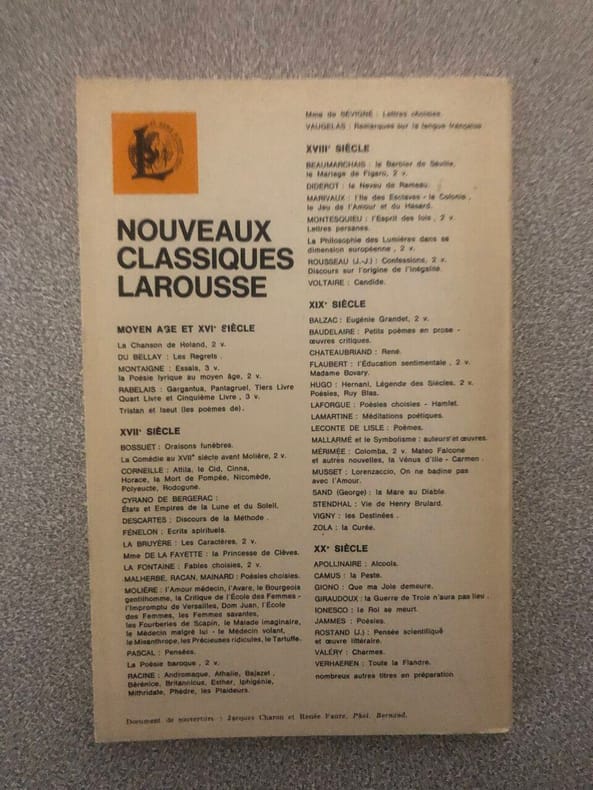 NOUVEAUX
CLASSIQUES
LAROUSSE
MOYEN AGE ET XVIe SIÈCLE
La Chanson de Roland, 2 v.
DU BELLAY : Les Regrets.
MONTAIGNE : Essais, 3 v.
la Poésie lyrique au moyen âge, 2 v.
RABELAIS : Gargantua, Pantagruel, Tiers Livre
Quart Livre et Cinquième Livre, 3 v.
Tristan et Iseut (les poèmes de).
XVIIe SIÈCLE
BOSSUET : Oraisons funèbres.
La Comédie au XVIIe siècle avant Molière, 2 v.
CORNEILLE : Attila, le Cid, Cinna,
Horace, la Mort de Pompée, Nicomède,
Polyeucte, Rodogune.
CYRANO DE BERGERAC :
États et Empires de la Lune et du Soleil.
DESCARTES : Discours de la Méthode.
FÉNELON : Écrits spirituels.
LA BRUYÈRE : Les Caractères, 2 v.
Mme DE LA FAYETTE : la Princesse de Clèves.
LA FONTAINE : Fables choisies, 2 v.
MALHERBE, RACAN, MAINARD : Poésies choisies.
MOLIÈRE : l'Amour médecin, l'Avare, le Bourgeois
gentilhomme, la Critique de l'École des Femmes -
l'Impromptu de Versailles, Dom Juan, l'École
des Femmes, les Femmes savantes,
les Fourberies de Scapin, le Malade imaginaire,
le Médecin malgré lui - le Médecin volant,
le Misanthrope, les Précieuses ridicules, le Tartuffe.
PASCAL : Pensées.
La Poésie baroque, 2 v.
RACINE : Andromaque, Athalie, Bajazet,
Bérénice, Britannicus, Esther, Iphigénie,
Mithridate, Phèdre, les Plaideurs.
Mme de SÉVIGNÉ : Lettres choisies.
VAUGELAS : Remarques sur la langue française
XVIIIe SIÈCLE
BEAUMARCHAIS : le Barbier de Séville,
le Mariage de Figaro, 2 v.
DIDEROT : le Neveu de Rameau.
MARIVAUX : l'Ile des Esclaves - la Colonie,
le Jeu de l'Amour et du Hasard.
MONTESQUIEU : l'Esprit des lois, 2 v.
Lettres persanes.
La Philosophie des Lumières dans sa
dimension européenne, 2 v.
ROUSSEAU (J.-J.) : Confessions, 2 v.
Discours sur l'origine de l'inégalité.
VOLTAIRE : Candide.
XIXe SIÈCLE
BALZAC : Eugénie Grandet, 2 v.
BAUDELAIRE : Petits poèmes en prose -
œuvres critiques.
CHATEAUBRIAND : René.
FLAUBERT : l'Éducation sentimentale, 2 v.
Madame Bovary.
HUGO : Hernani, Légende des Siècles, 2 v.
Poésies, Ruy Blas.
LAFORGUE : Poésies choisies - Hamlet.
LAMARTINE : Méditations poétiques.
LECONTE DE LISLE : Poèmes.
MALLARMÉ et le Symbolisme : auteurs et œuvres.
MÉRIMÉE : Colomba, 2 v. Mateo Falcone
et autres nouvelles, la Vénus d'Ille - Carmen.
MUSSET : Lorenzaccio, On ne badine pas
avec l'Amour.
SAND (George) : la Mare au Diable.
STENDHAL : Vie de Henry Brulard.
VIGNY : les Destinées.
ZOLA : la Curée.
XXe SIÈCLE
APOLLINAIRE : Alcools.
CAMUS : la Peste.
GIONO : Que ma Joie demeure.
GIRAUDOUX : la Guerre de Troie n'aura pas lieu.
IONESCO : le Roi se meurt.
JAMMES : Poésies.
ROSTAND (J.) : Pensée scientifique
et œuvre littéraire.
VALÉRY : Charmes.
VERHAEREN : Toute la Flandre.
nombreux autres titres en préparation.
Document de couverture : Jacques Charon et Renée Faure. Phot. Bernand.